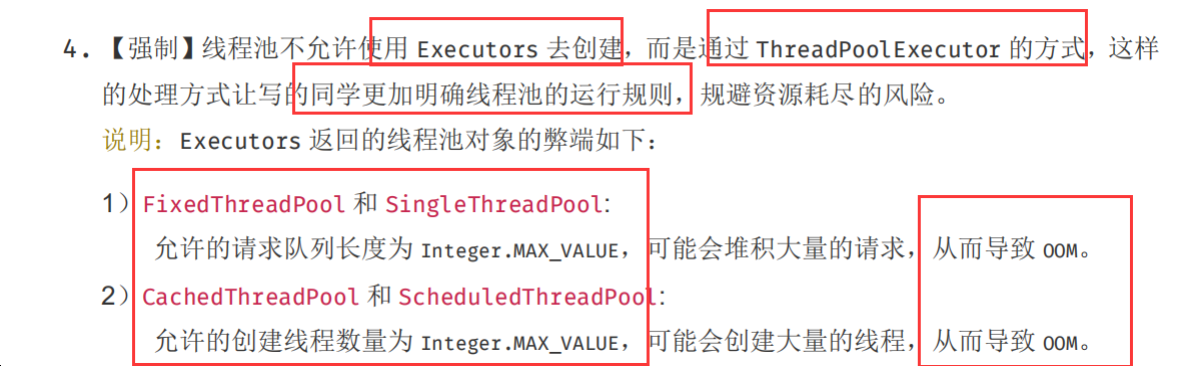 4. 【强制】线程池不允许使用 Executors 去创建，而是通过 ThreadPoolExecutor 的方式，这样
的处理方式让写的同学更加明确线程池的运行规则，规避资源耗尽的风险。
说明：Executors 返回的线程池对象的弊端如下：
1）FixedThreadPool 和 SingleThreadPool:
允许的请求队列长度为 Integer.MAX_VALUE，可能会堆积大量的请求，从而导致 OOM。
2）CachedThreadPool 和 ScheduledThreadPool:
允许的创建线程数量为 Integer.MAX_VALUE，可能会创建大量的线程，从而导致 OOM。